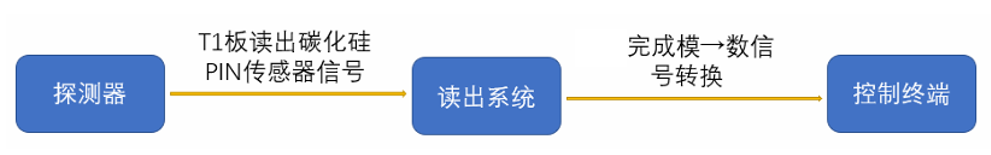 探测器
T1板读出碳化硅
PIN传感器信号
读出系统
完成模→数信
号转换
控制终端